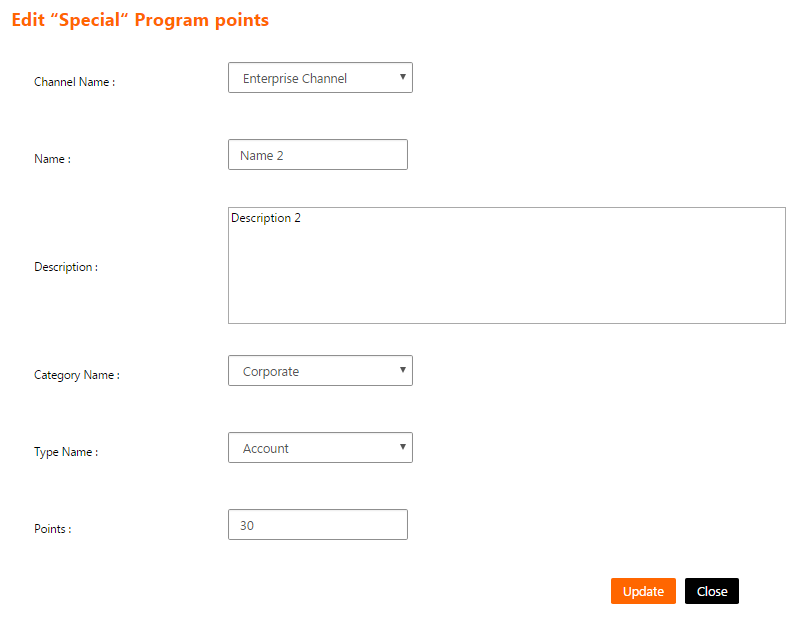 Edit “Special“ Program points
Channel Name : Enterprise Channel
Name : Name 2
Description : Description 2
Category Name : Corporate
Type Name : Account
Points : 30
Update Close